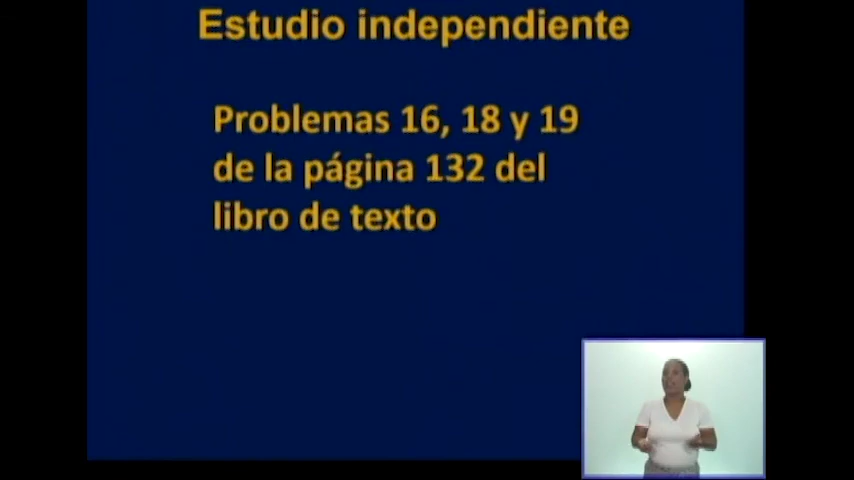 Estudio independiente
Problemas 16, 18 y 19
de la página 132 del
libro de texto